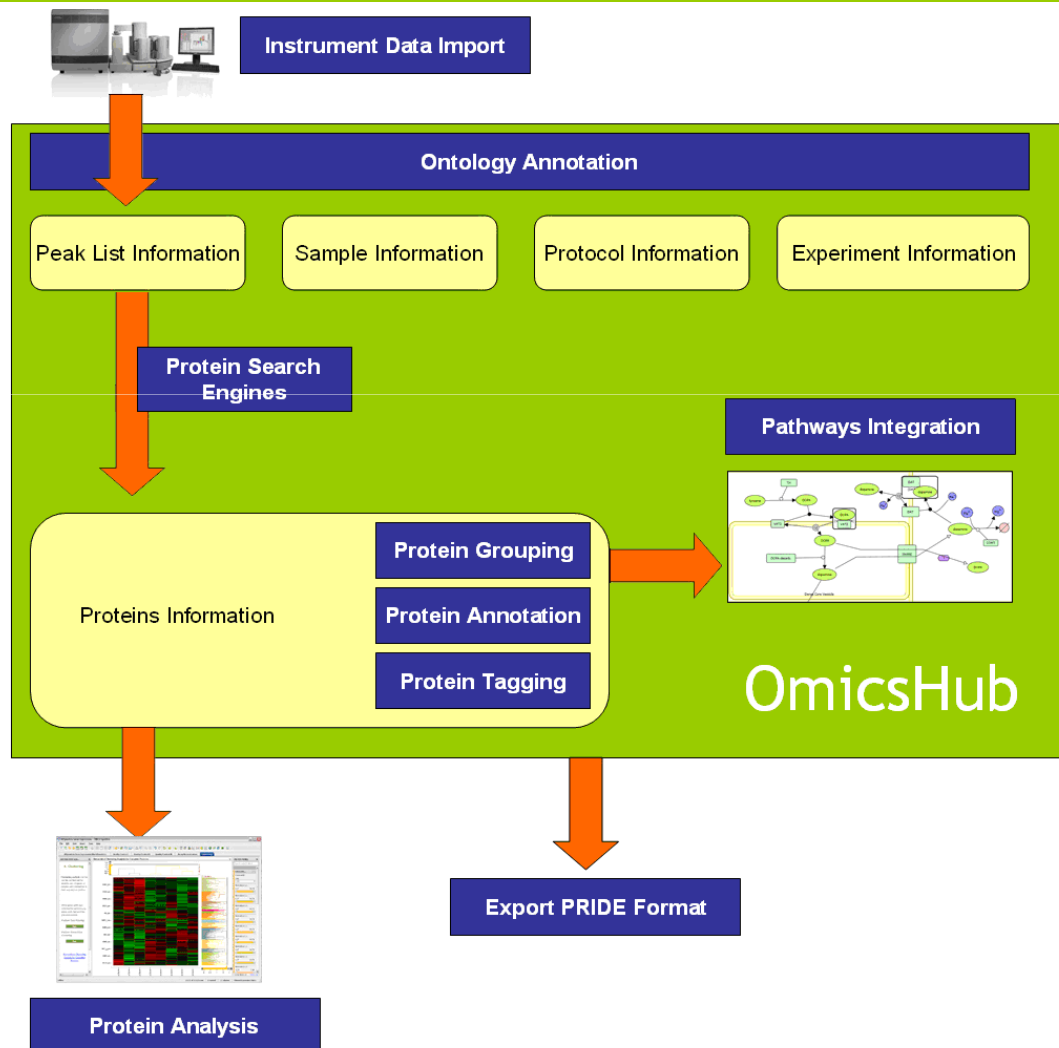 Instrument Data Import
Ontology Annotation
Peak List Information
Sample Information
Protocol Information
Experiment Information
Protein Search
Engines
Pathways Integration
Protein Grouping
Proteins Information
Protein Annotation
Protein Tagging
OmicsHub
Export PRIDE Format
Protein Analysis